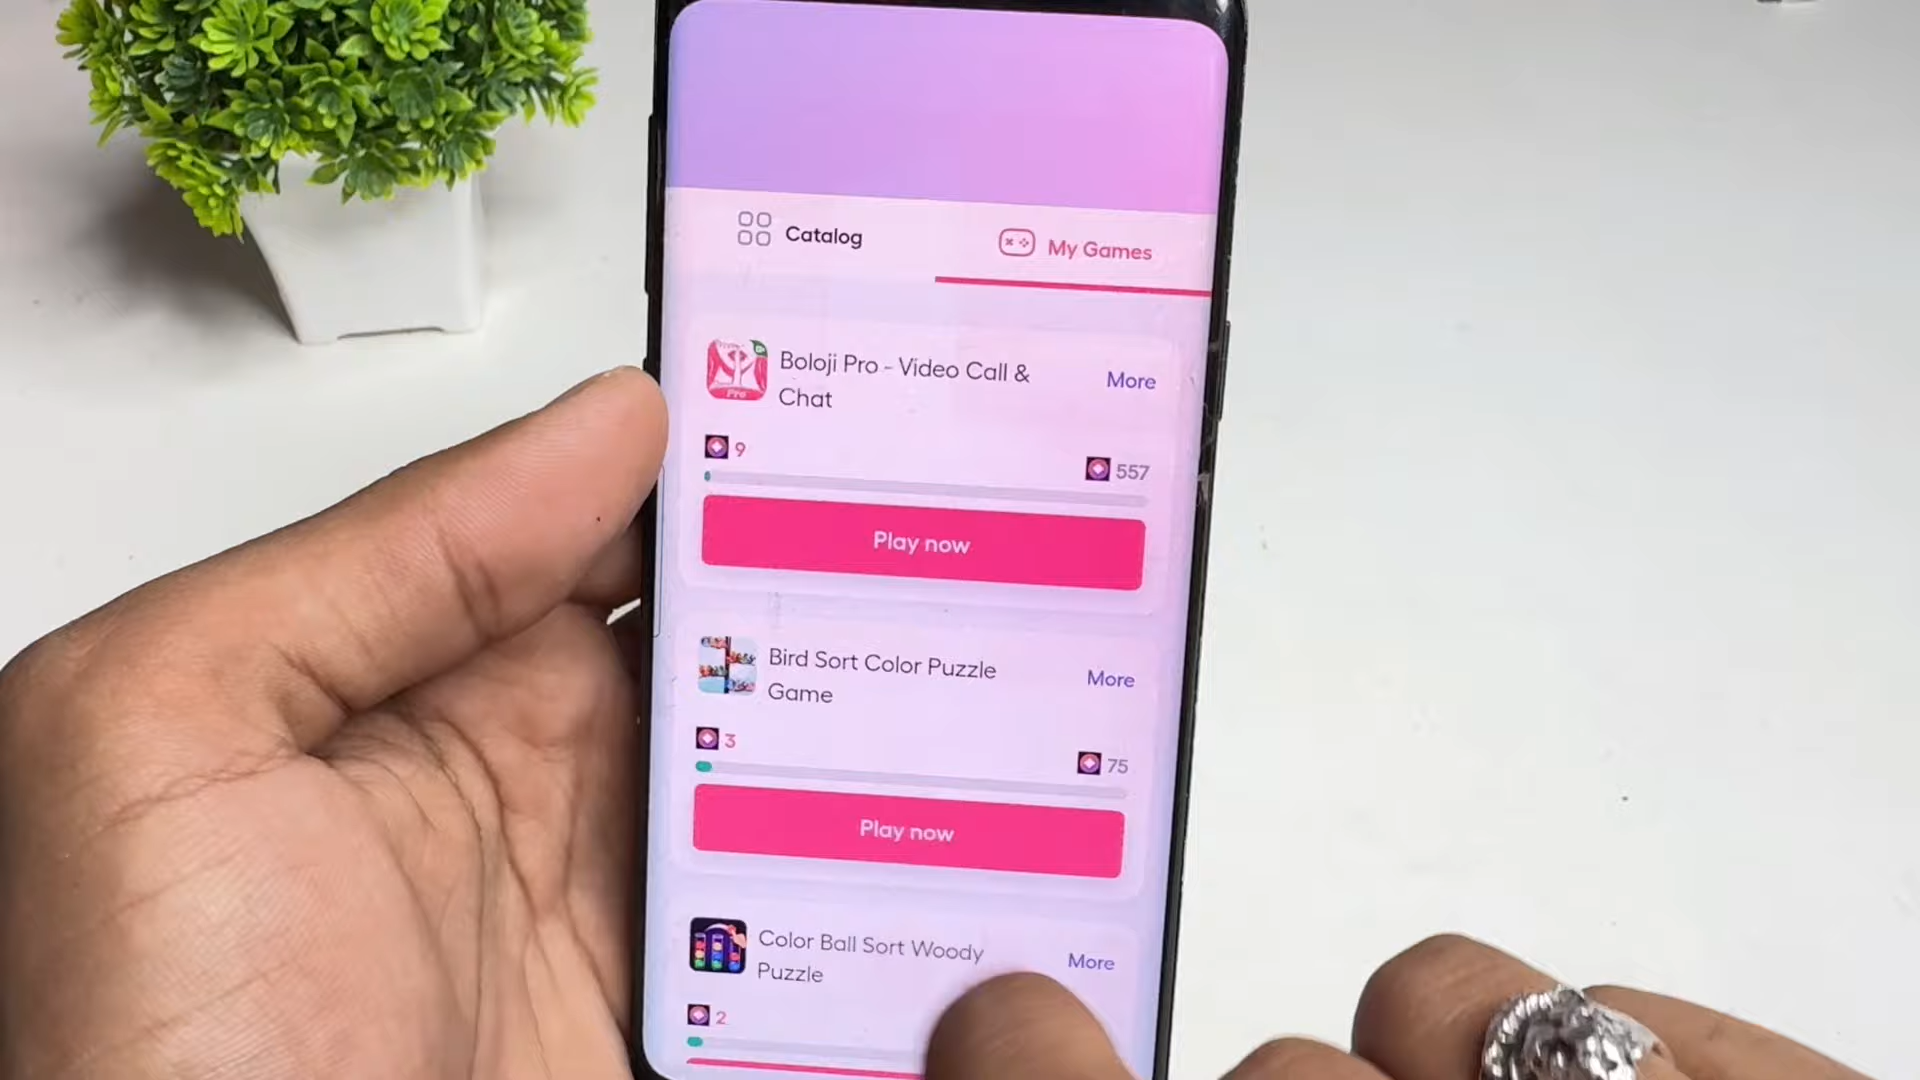 Catalog
My Games
Boloji Pro - Video Call &
Chat
More
9
557
Pro
Play now
Bird Sort Color Puzzle
Game
More
3
75
Play now
Color Ball Sort Woody
Puzzle
More
2